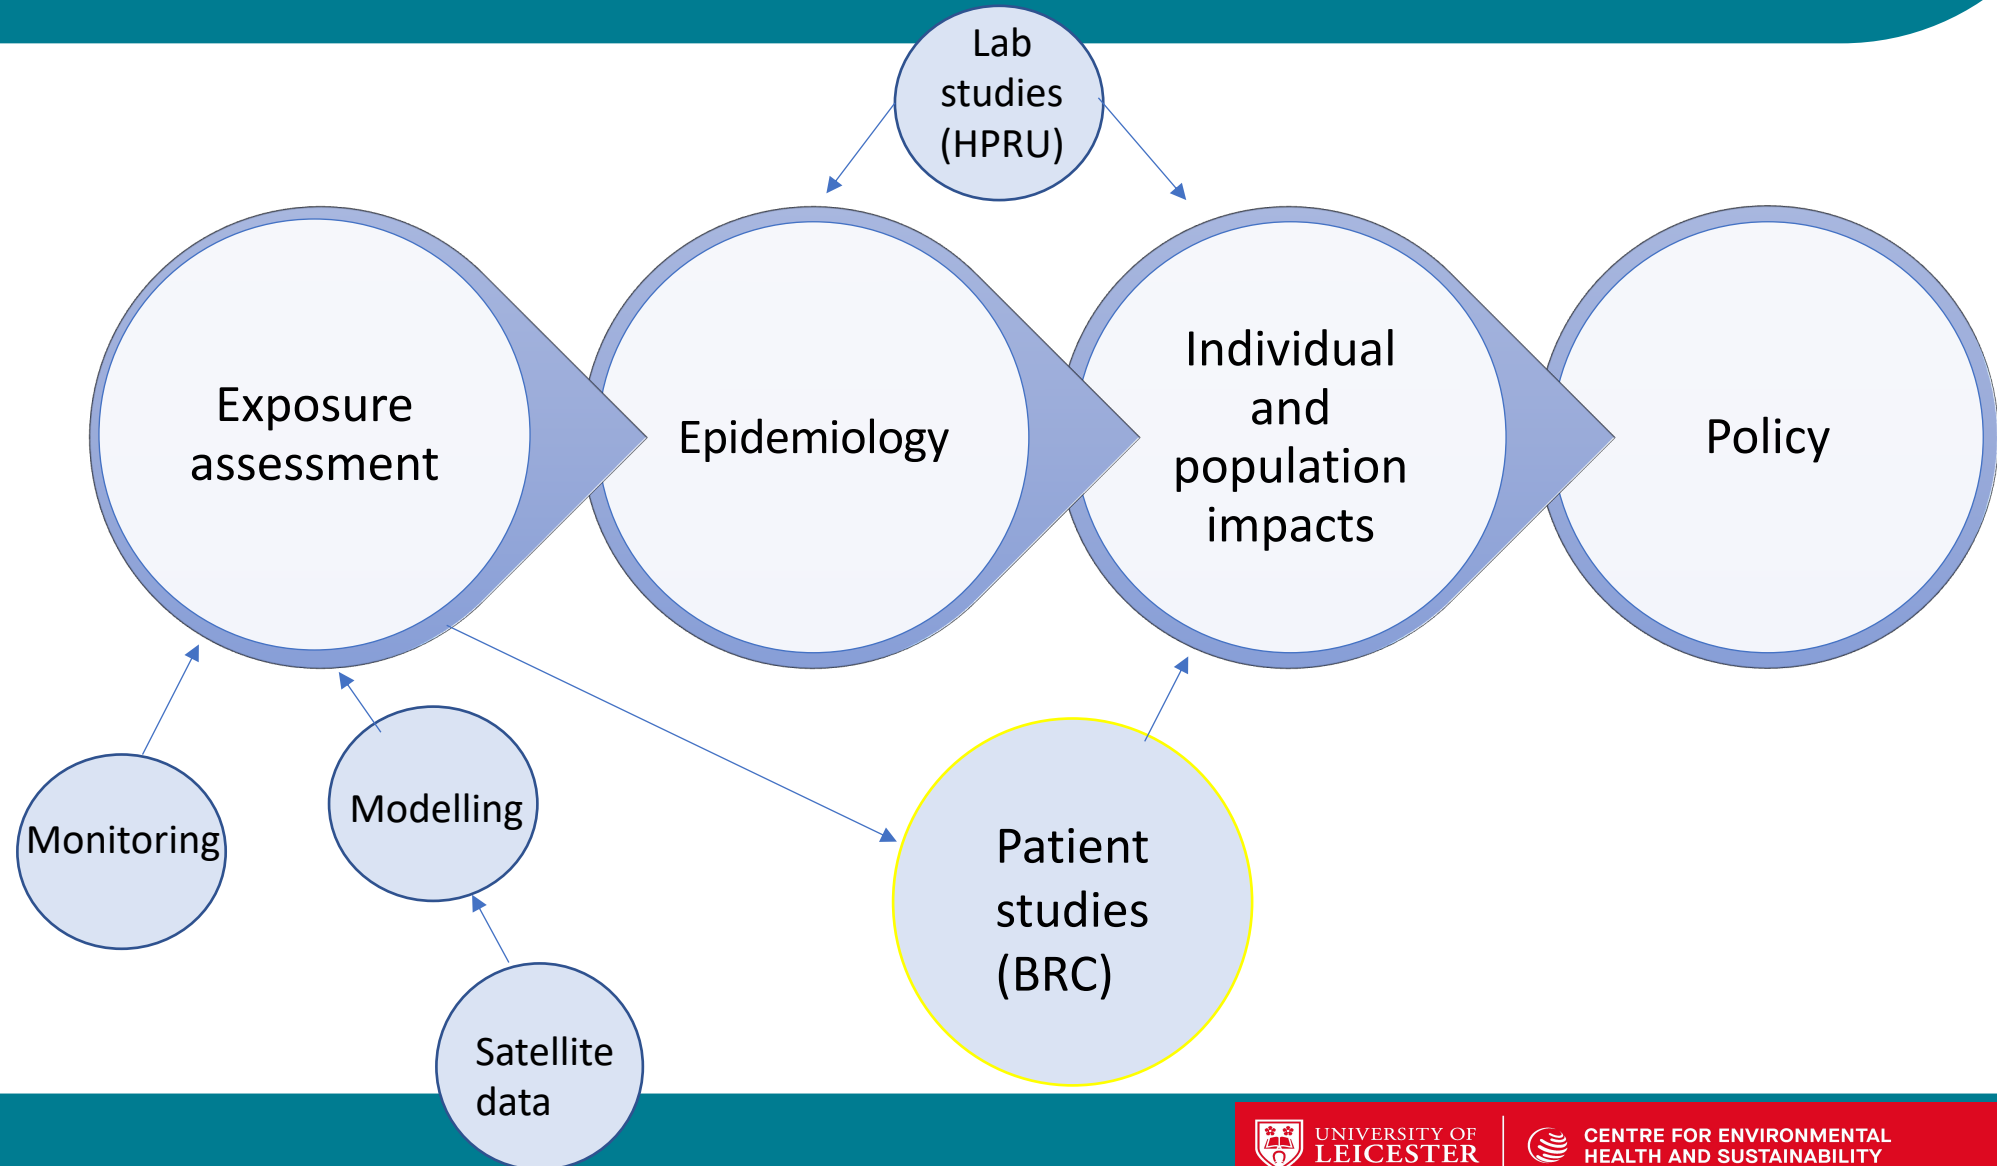 Lab
studies
(HPRU)
Exposure
assessment
Epidemiology
Individual
and
population
impacts
Policy
Monitoring
Modelling
Satellite
data
Patient
studies
(BRC)
UNIVERSITY OF
LEICESTER
CENTRE FOR ENVIRONMENTAL
HEALTH AND SUSTAINABILITY